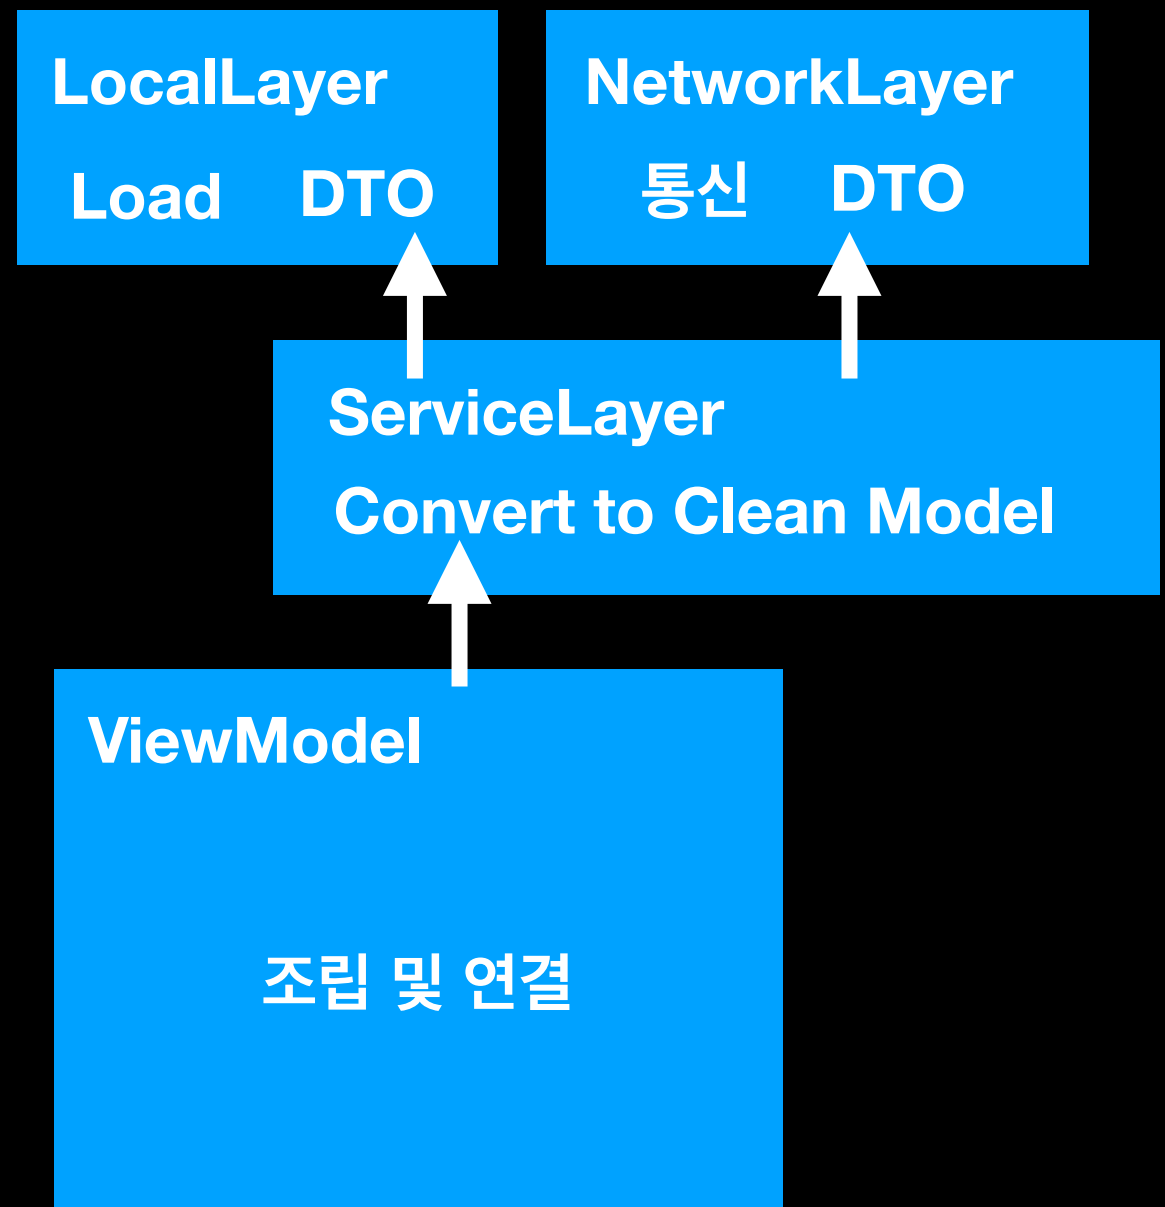 LocalLayer
Load DTO
NetworkLayer
통신 DTO
ServiceLayer
Convert to Clean Model
ViewModel
조립 및 연결